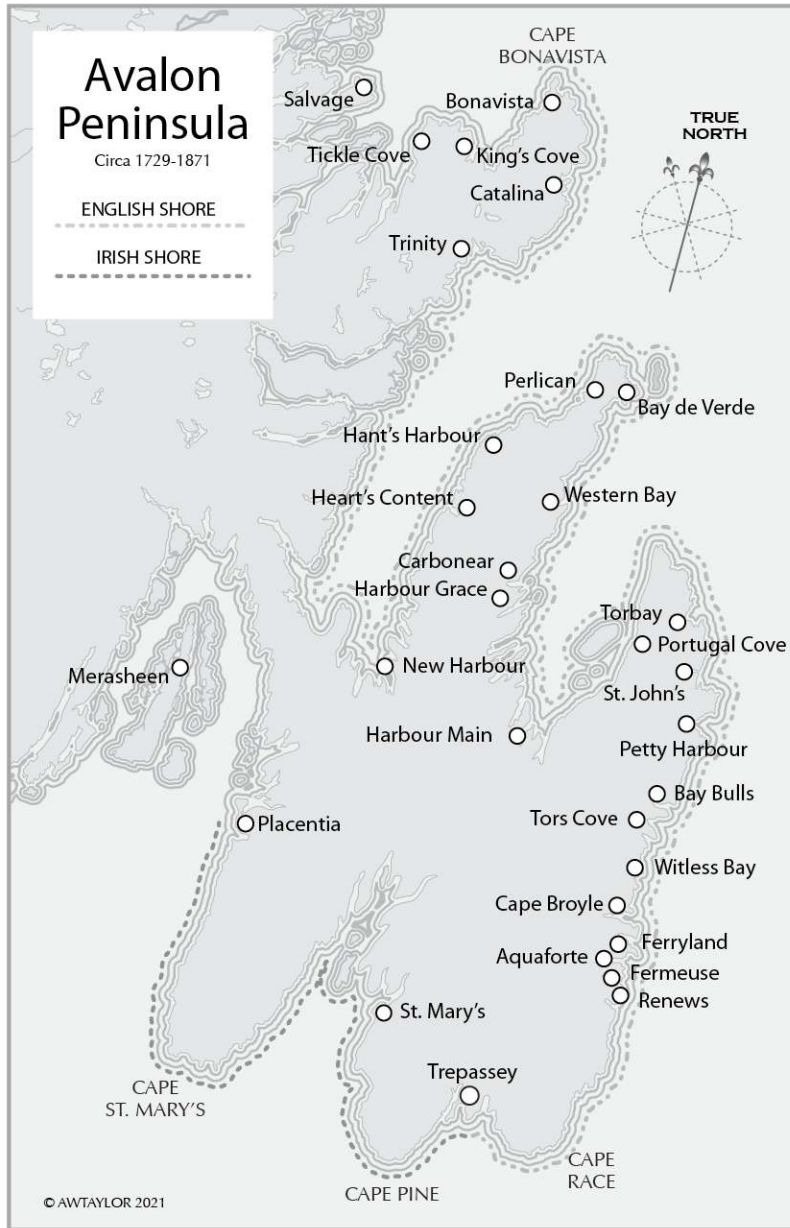 Avalon
Peninsula
Circa 1729-1871
ENGLISH SHORE
IRISH SHORE
CAPE
BONAVISTA
Salvage
Bonavista
TRUE
NORTH
Tickle Cove
King's Cove
Catalina
Trinity
Perlican
Bay de Verde
Hant's Harbour
Heart's Content
Western Bay
Carbonear
Harbour Grace
Torbay
Portugal Cove
Merasheen
New Harbour
St. John's
Harbour Main
Petty Harbour
Bay Bulls
Placentia
Tors Cove
Witless Bay
Cape Broyle
Ferryland
Aquaforte
Fermeuse
Renews
St. Mary's
Trepassey
CAPE
ST. MARY'S
CAPE
RACE
CAPE PINE
© AWTAYLOR 2021